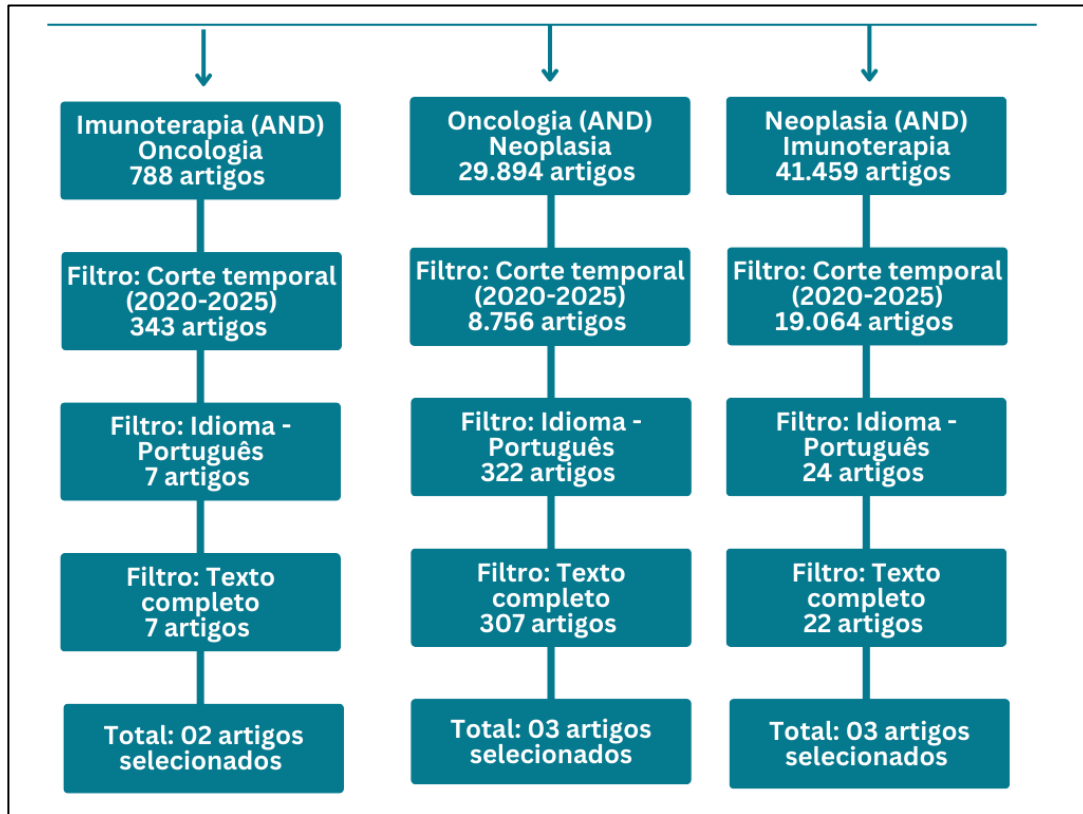 Imunoterapia (AND)
Oncologia
788 artigos
Filtro: Corte temporal
(2020-2025)
343 artigos
Filtro: Idioma -
Português
7 artigos
Filtro: Texto
completo
7 artigos
Total: 02 artigos
selecionados
Oncologia (AND)
Neoplasia
29.894 artigos
Filtro: Corte temporal
(2020-2025)
8.756 artigos
Filtro: Idioma -
Português
322 artigos
Filtro: Texto
completo
307 artigos
Total: 03 artigos
selecionados
Neoplasia (AND)
Imunoterapia
41.459 artigos
Filtro: Corte temporal
(2020-2025)
19.064 artigos
Filtro: Idioma -
Português
24 artigos
Filtro: Texto
completo
22 artigos
Total: 03 artigos
selecionados